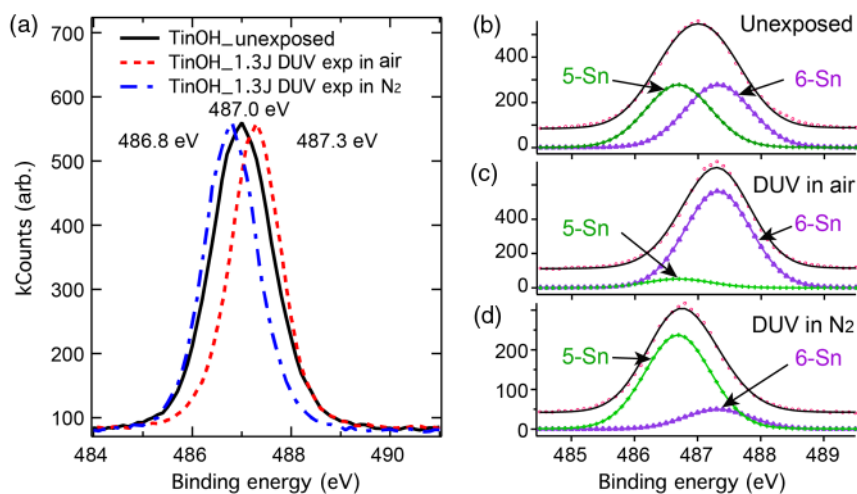 (a)
700
600
500
400
300
200
100
kCounts (arb.)
TinOH_unexposed
TinOH_1.3J DUV exp in air
TinOH_1.3J DUV exp in N₂
487.0 eV
486.8 eV
487.3 eV
484
486
488
490
Binding energy (eV)
(b)
Unexposed
400
200
0
5-Sn
6-Sn
(c)
DUV in air
400
200
0
5-Sn
6-Sn
(d)
DUV in N₂
200
0
5-Sn
6-Sn
485
486
487
488
489
Binding energy (eV)